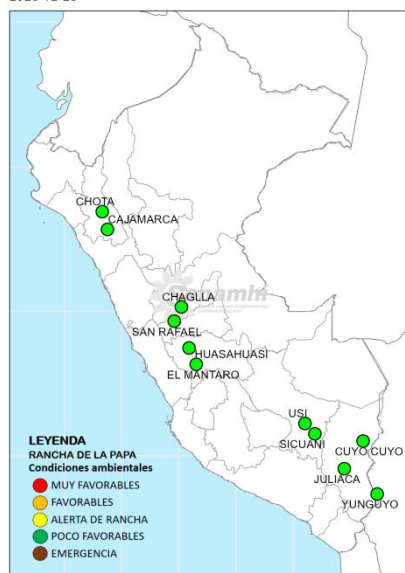 CHOTA
CAJAMARCA
CHAGLLA
SAN RAFAEL
HUASAHUASI
EL MANTARO
USI
SICUANI
CUYO CUYO
JULIACA
YUNGUYO
LEYENDA
RANCHA DE LA PAPA
Condiciones ambientales
MUY FAVORABLES
FAVORABLES
ALERTA DE RANCHA
POCO FAVORABLES
EMERGENCIA